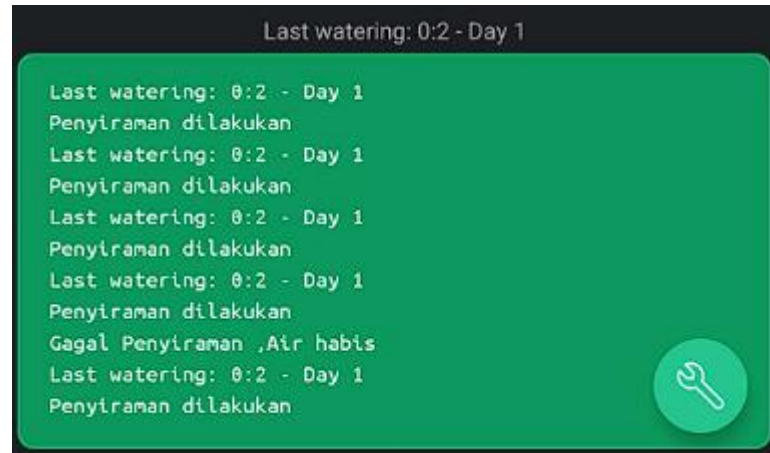 Last watering: 0:2 - Day 1
Last watering: 0:2 - Day 1
Penyiraman dilakukan
Last watering: 0:2 - Day 1
Penyiraman dilakukan
Last watering: 0:2 - Day 1
Penyiraman dilakukan
Last watering: 0:2 - Day 1
Penyiraman dilakukan
Gagal Penyiraman ,Air habis
Last watering: 0:2 - Day 1
Penyiraman dilakukan